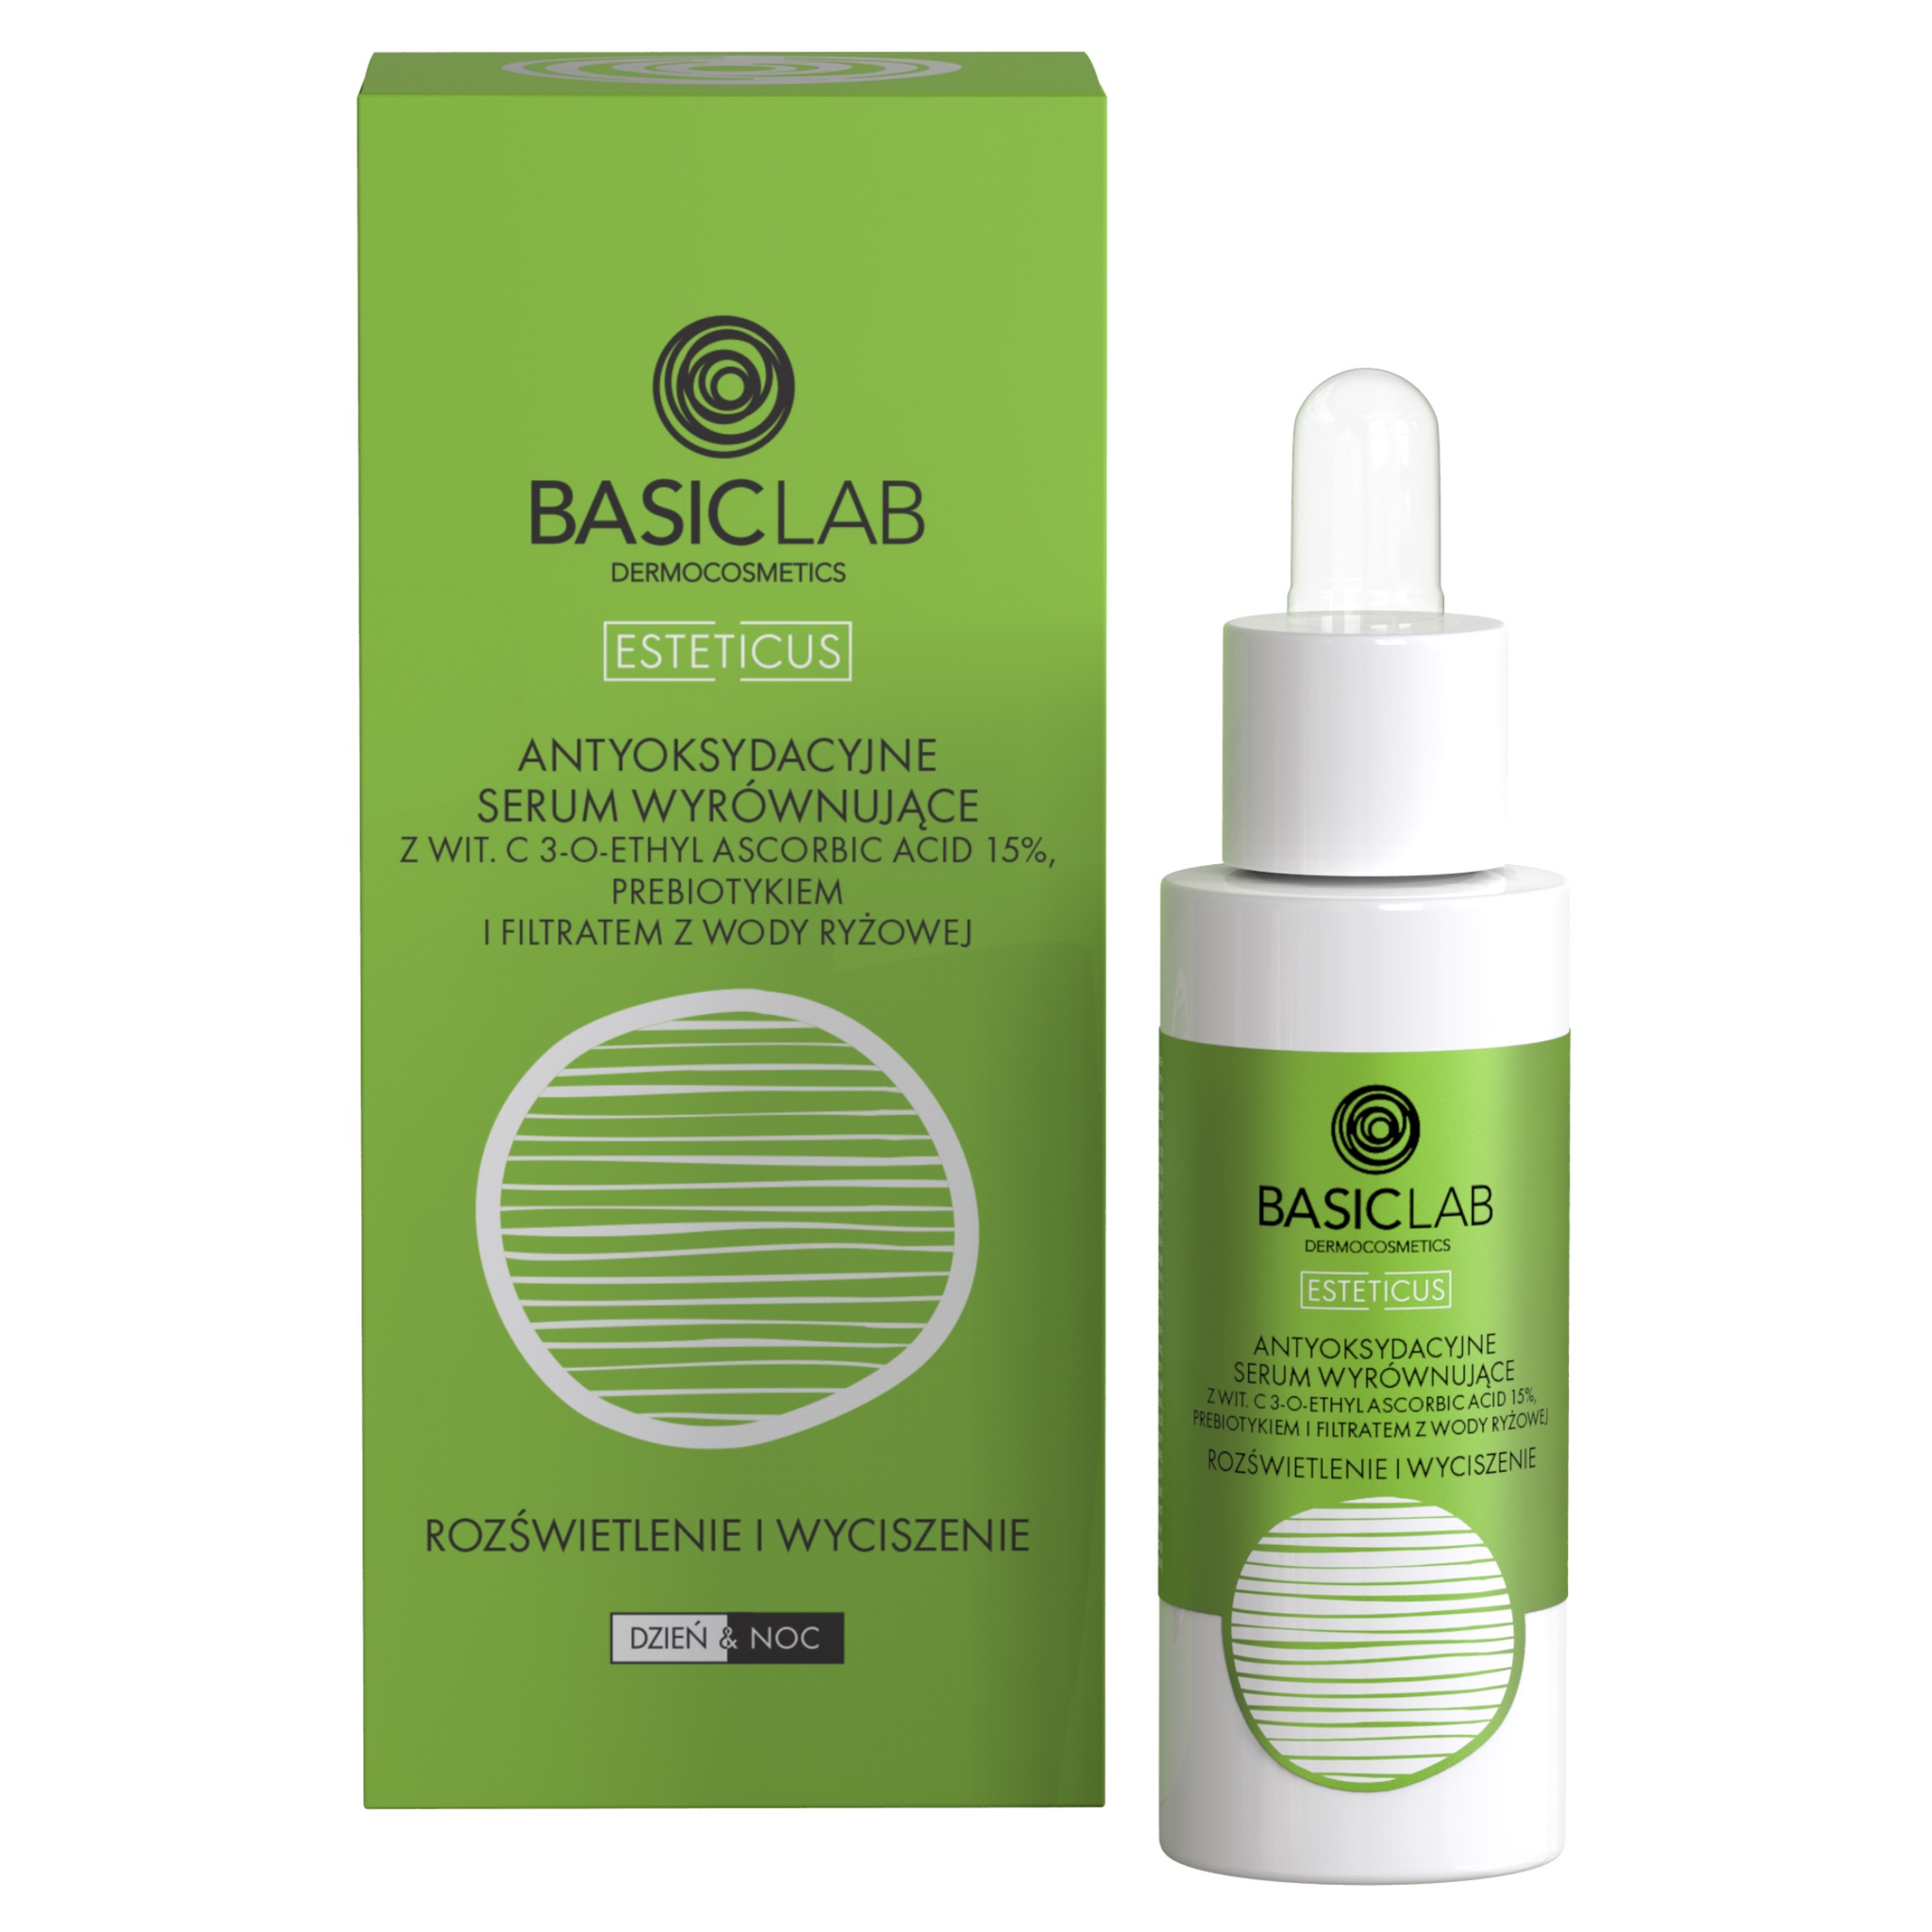 BASICLAB
DERMOCOSMETICS
ESTETICUS
ANTYOKSYDACYJNE
SERUM WYRÓWNUJĄCE
Z WIT. C 3-O-ETHYL ASCORBIC ACID 15%,
PREBIOTYKIEM
I FILTRATEM Z WODY RYŻOWEJ
ROZŚWIETLENIE I WYCISZENIE
DZIEŃ & NOC
BASICLAB
DERMOCOSMETICS
ESTETICUS
ANTYOKSYDACYJNE
SERUM WYRÓWNUJĄCE
Z WIT. C 3-O-ETHYL ASCORBIC ACID 15%,
PREBIOTYKIEM I FILTRATEM Z WODY RYŻOWEJ
ROZŚWIETLENIE I WYCISZENIE